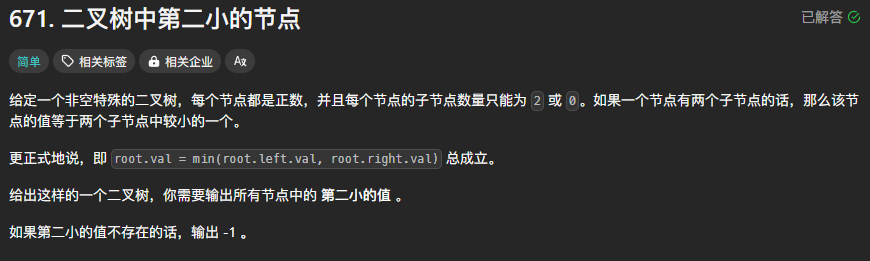 671. 二叉树中第二小的节点
已解答
简单 相关标签 相关企业 Az
给定一个非空特殊的二叉树，每个节点都是正数，并且每个节点的子节点数量只能为 2 或 0。如果一个节点有两个子节点的话，那么该节
点的值等于两个子节点中较小的一个。
更正式地说，即 root.val = min(root.left.val, root.right.val) 总成立。
给出这样的一个二叉树，你需要输出所有节点中的 第二小的值 。
如果第二小的值不存在的话，输出 -1 。